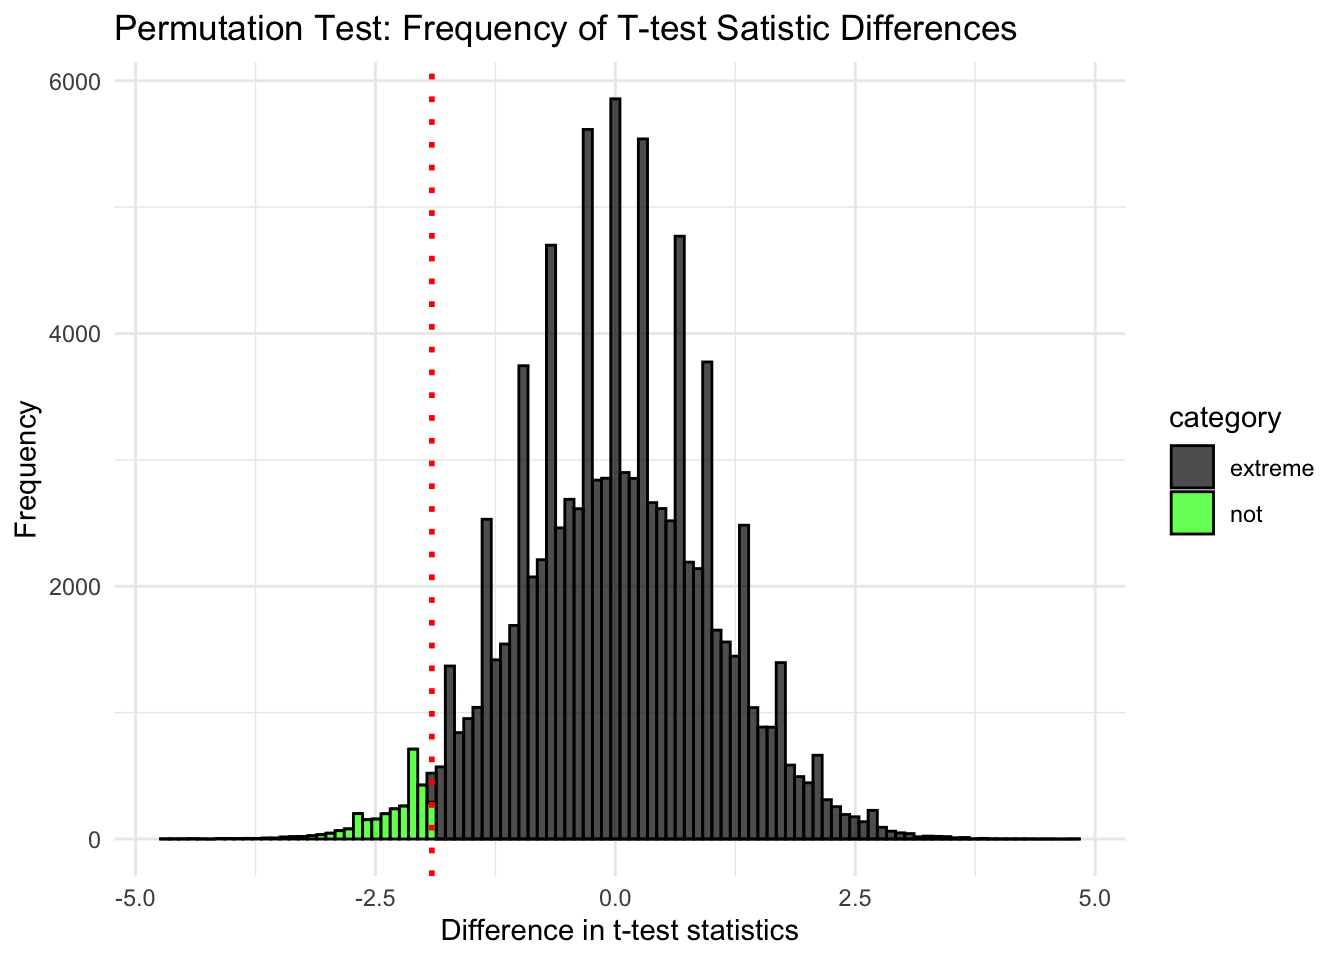 Permutation Test: Frequency of T-test Satistic Differences
6000
4000
2000
0
Frequency
-5.0
-2.5
0.0
2.5
5.0
Difference in t-test statistics
category
extreme
not